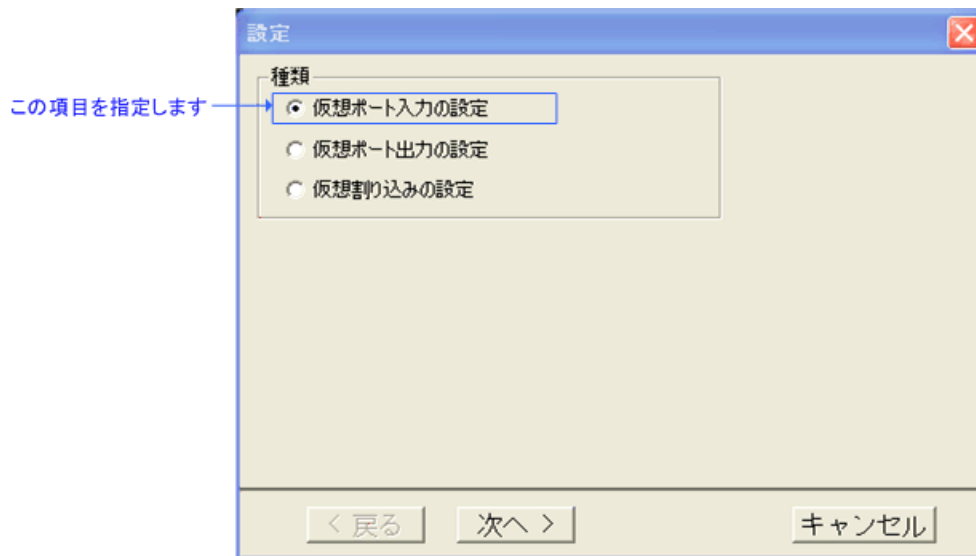 設定
種類
この項目を指定します
仮想ポート入力の設定
仮想ポート出力の設定
仮想割り込みの設定
< 戻る
次へ >
キャンセル